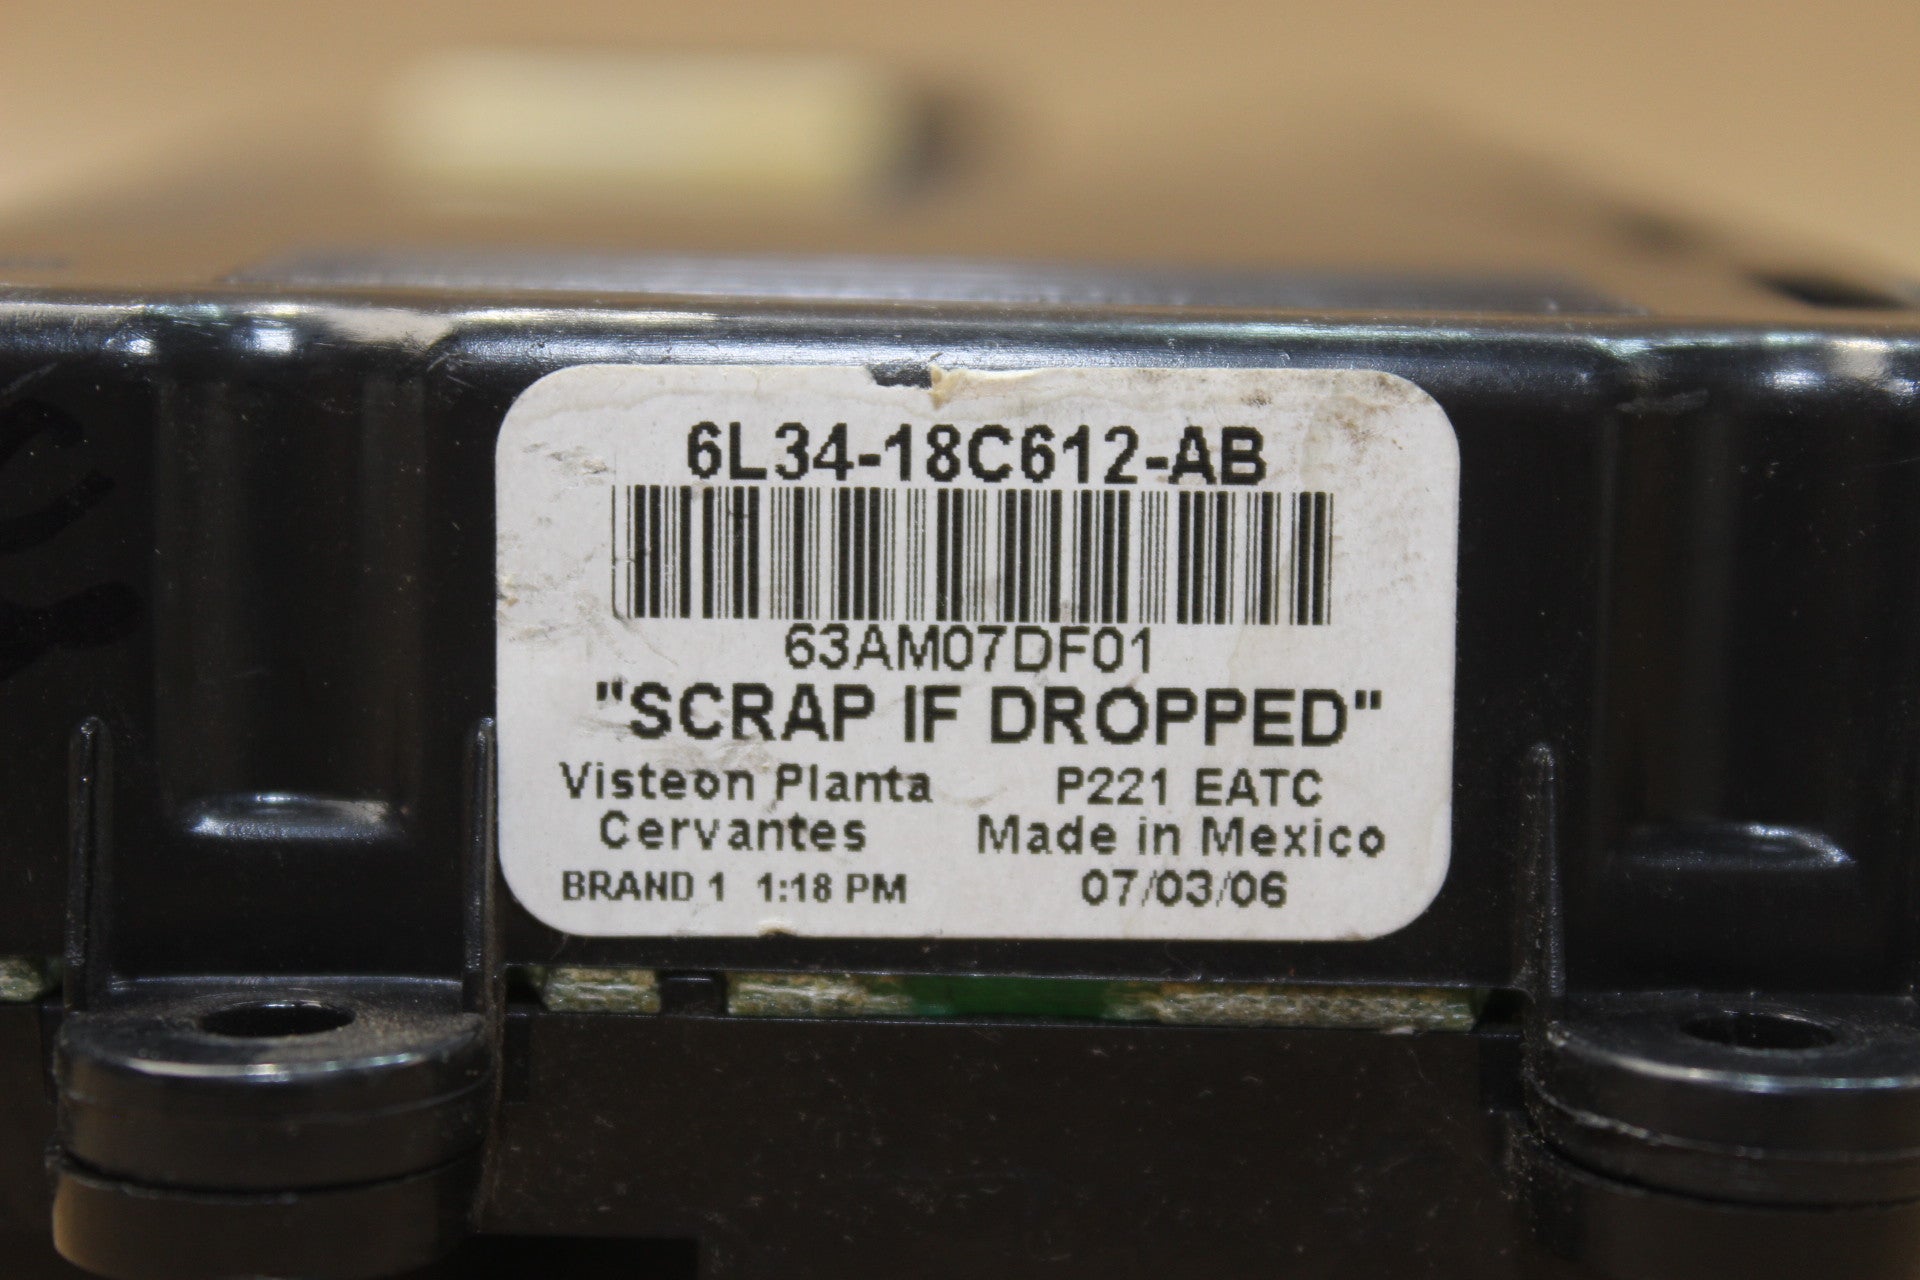 6L34-18C612-AB
63AM07DF01
"SCRAP IF DROPPED"
Visteon Planta P221 EATC
Cervantes Made in Mexico
BRAND 1 1:18 PM 07/03/06